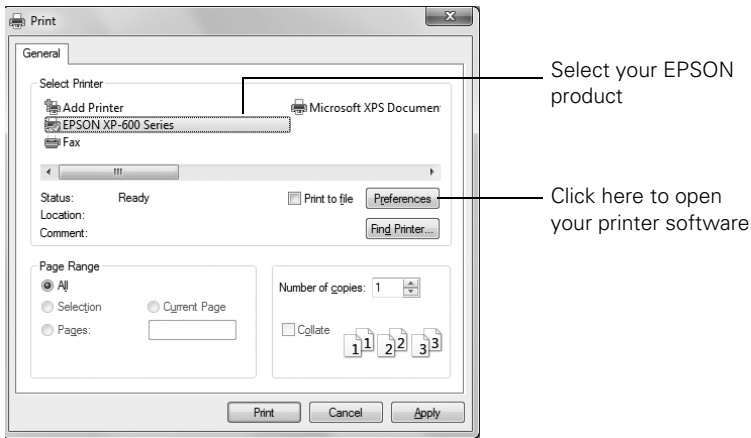 Print
x
General
Select Printer
Add Printer
Microsoft XPS Documen
EPSON XP-600 Series
Fax
Select your EPSON
product
Status: Ready
Print to file
Preferences
Location:
Comment:
Find Printer...
Click here to open
your printer software
Page Range
All
Selection
Current Page
Pages:
Number of copies: 1
Collate
1 1 2 2 3 3
Print
Cancel
Apply